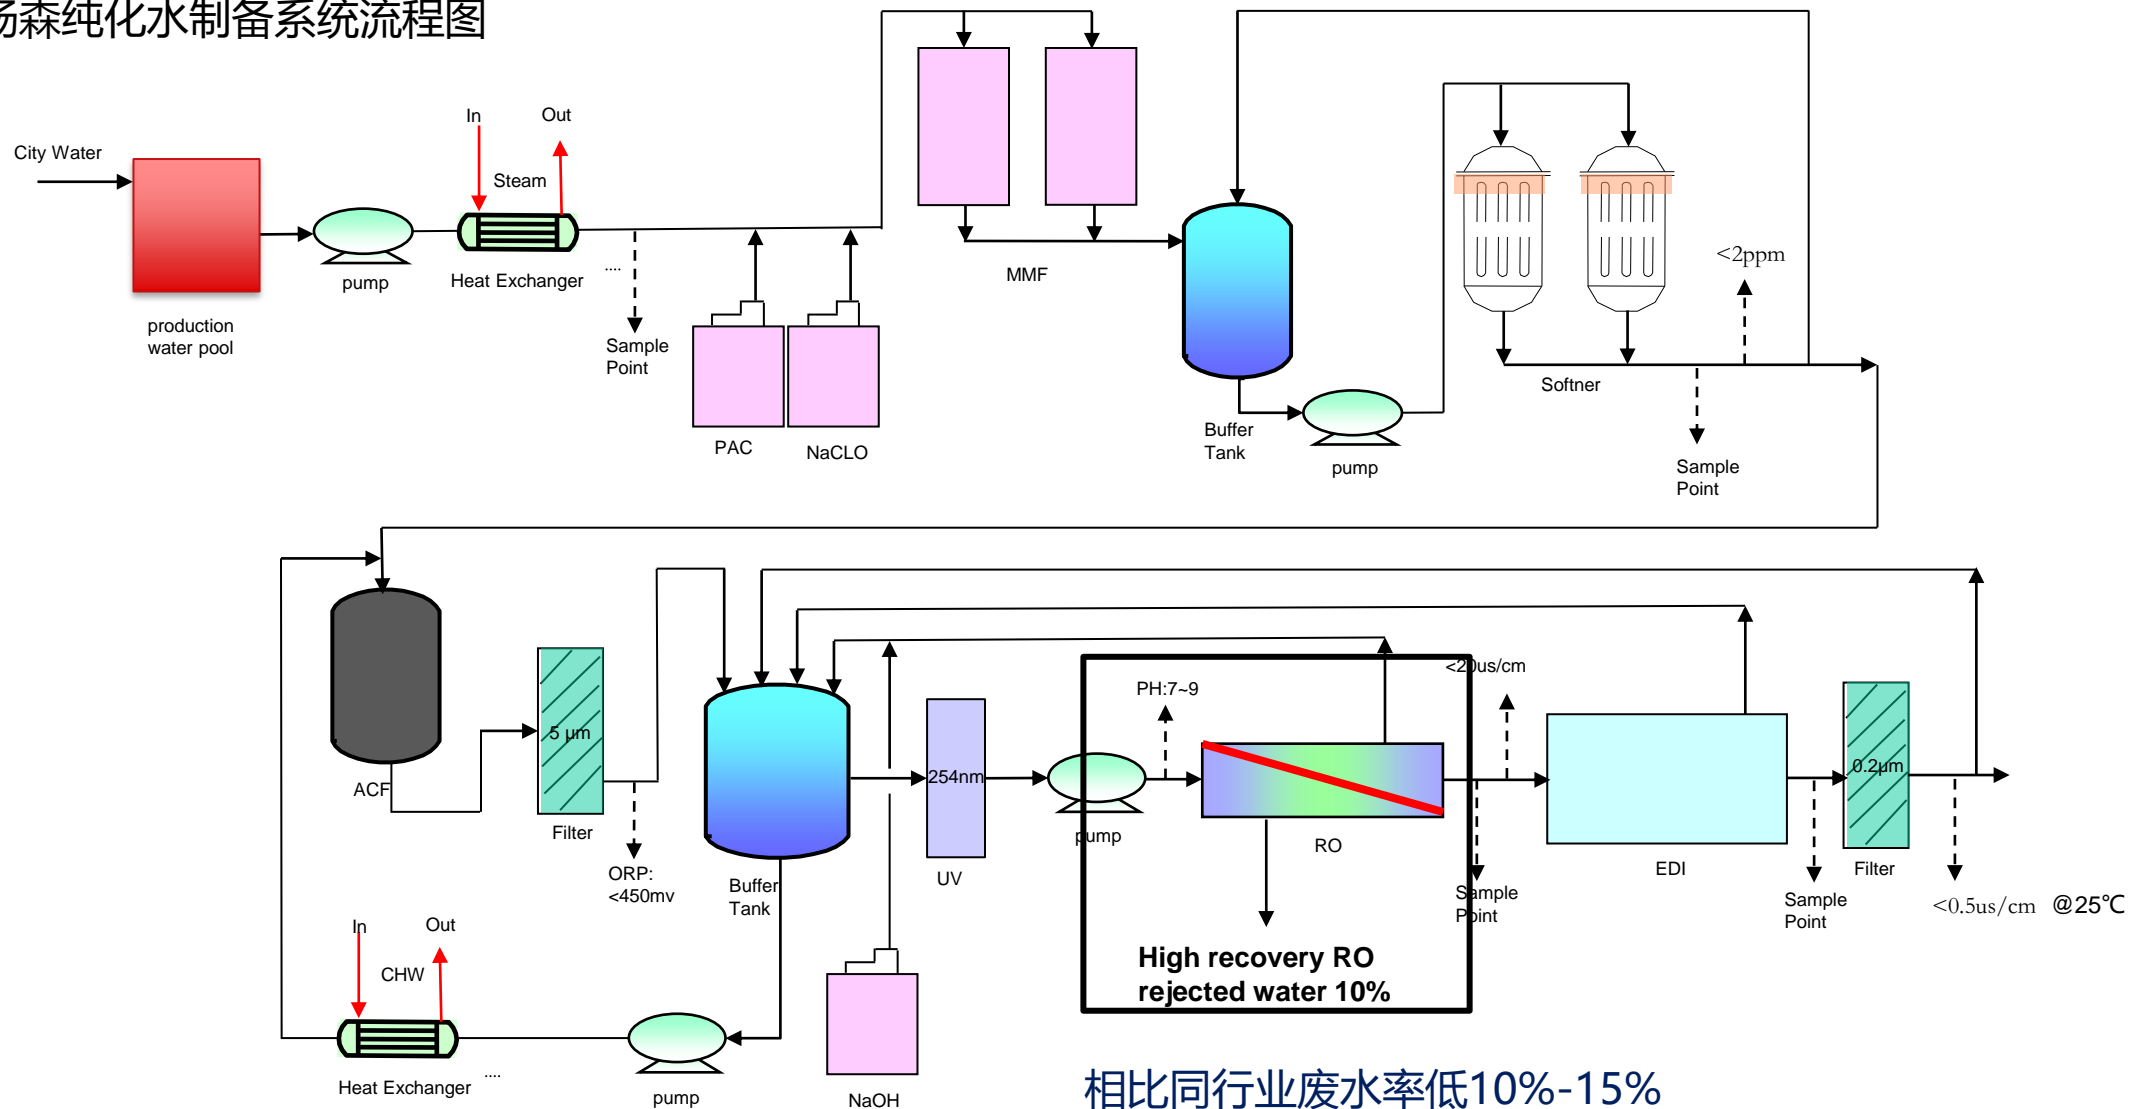 杨森纯化水制备系统流程图
In
Out
City Water
Steam
pump
Heat Exchanger
....
production
water pool
Sample
Point
PAC
NaCLO
MMF
Buffer
Tank
pump
<2ppm
Softner
Sample
Point
ACF
5 μm
Filter
ORP:
<450mv
Buffer
Tank
254nm
UV
PH:7~9
pump
RO
<20us/cm
Sample
Point
High recovery RO
rejected water 10%
EDI
Sample
Point
0.2μm
Filter
<0.5us/cm @25℃
In
Out
CHW
Heat Exchanger
....
pump
NaOH
相比同行业废水率低10%-15%